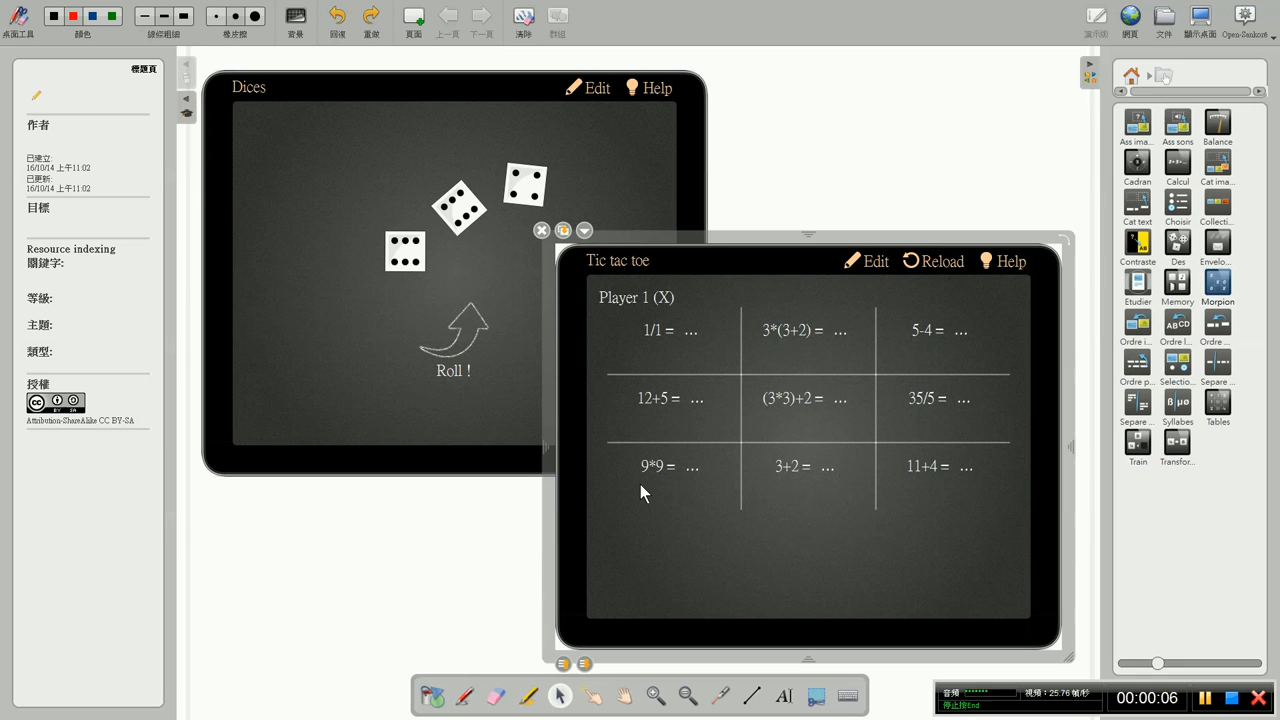 桌面工具
顏色
線條粗細
橡皮擦
背景
回復
重做
頁面
上一頁
下一頁
清除
群組
演示版
網頁
文件
顯示桌面
Open-Sankoré
標題頁
作者
已建立:
16/10/14 上午11:02
已更新:
16/10/14 上午11:02
目標
Resource indexing
關鍵字:
等級:
主題:
類型:
授權
BY SA
Attribution-ShareAlike CC BY-SA
Dices
Edit
Help
Roll !
Tic tac toe
Edit
Reload
Help
Player 1 (X)
1/1 = ...
3*(3+2) = ...
5-4 = ...
12+5 = ...
(3*3)+2 = ...
35/5 = ...
9*9 = ...
3+2 = ...
11+4 = ...
Ass ima...
Ass sons
Balance
Cadran
Calcul
Cat ima...
Cat text
Choisir
Collecti...
Contraste
Des
Envelo...
Etudier
Memory
Morpion
Ordre i...
Ordre l...
Ordre ...
Ordre p...
Selectio...
Separe ...
Separe ...
Syllabes
Tables
Train
Transfor...
音頻
視頻：25.76 幀/秒
停止按End
00:00:06